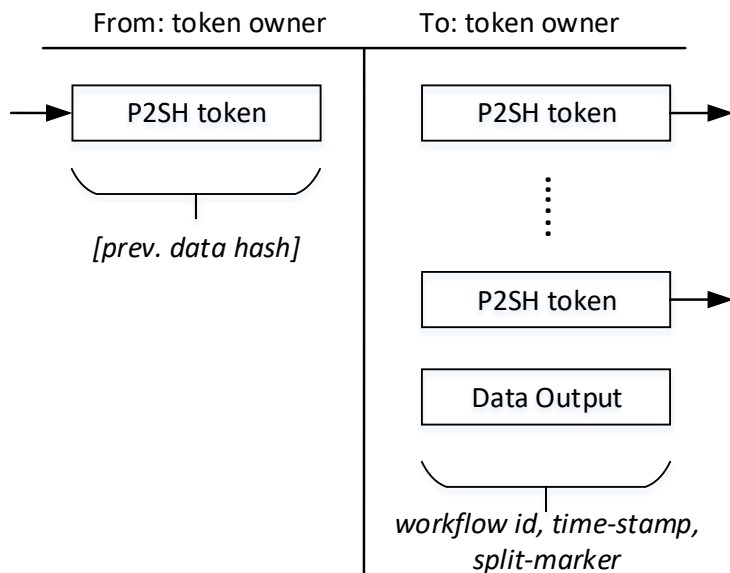 From: token owner
To: token owner
P2SH token
P2SH token
[prev. data hash]
P2SH token
Data Output
workflow id, time-stamp,
split-marker